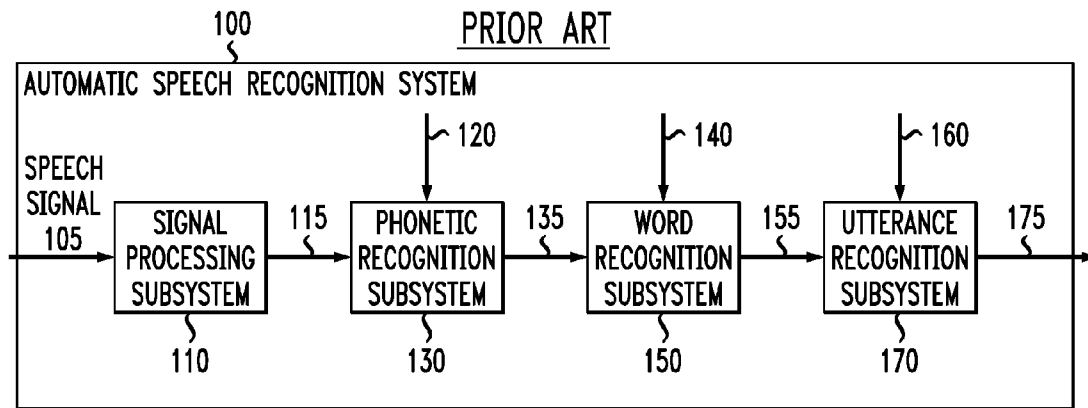 PRIOR ART
100
AUTOMATIC SPEECH RECOGNITION SYSTEM
120
140
160
SPEECH
SIGNAL
105
SIGNAL
PROCESSING
SUBSYSTEM
115
PHONETIC
RECOGNITION
SUBSYSTEM
135
WORD
RECOGNITION
SUBSYSTEM
155
UTTERANCE
RECOGNITION
SUBSYSTEM
175
110
130
150
170